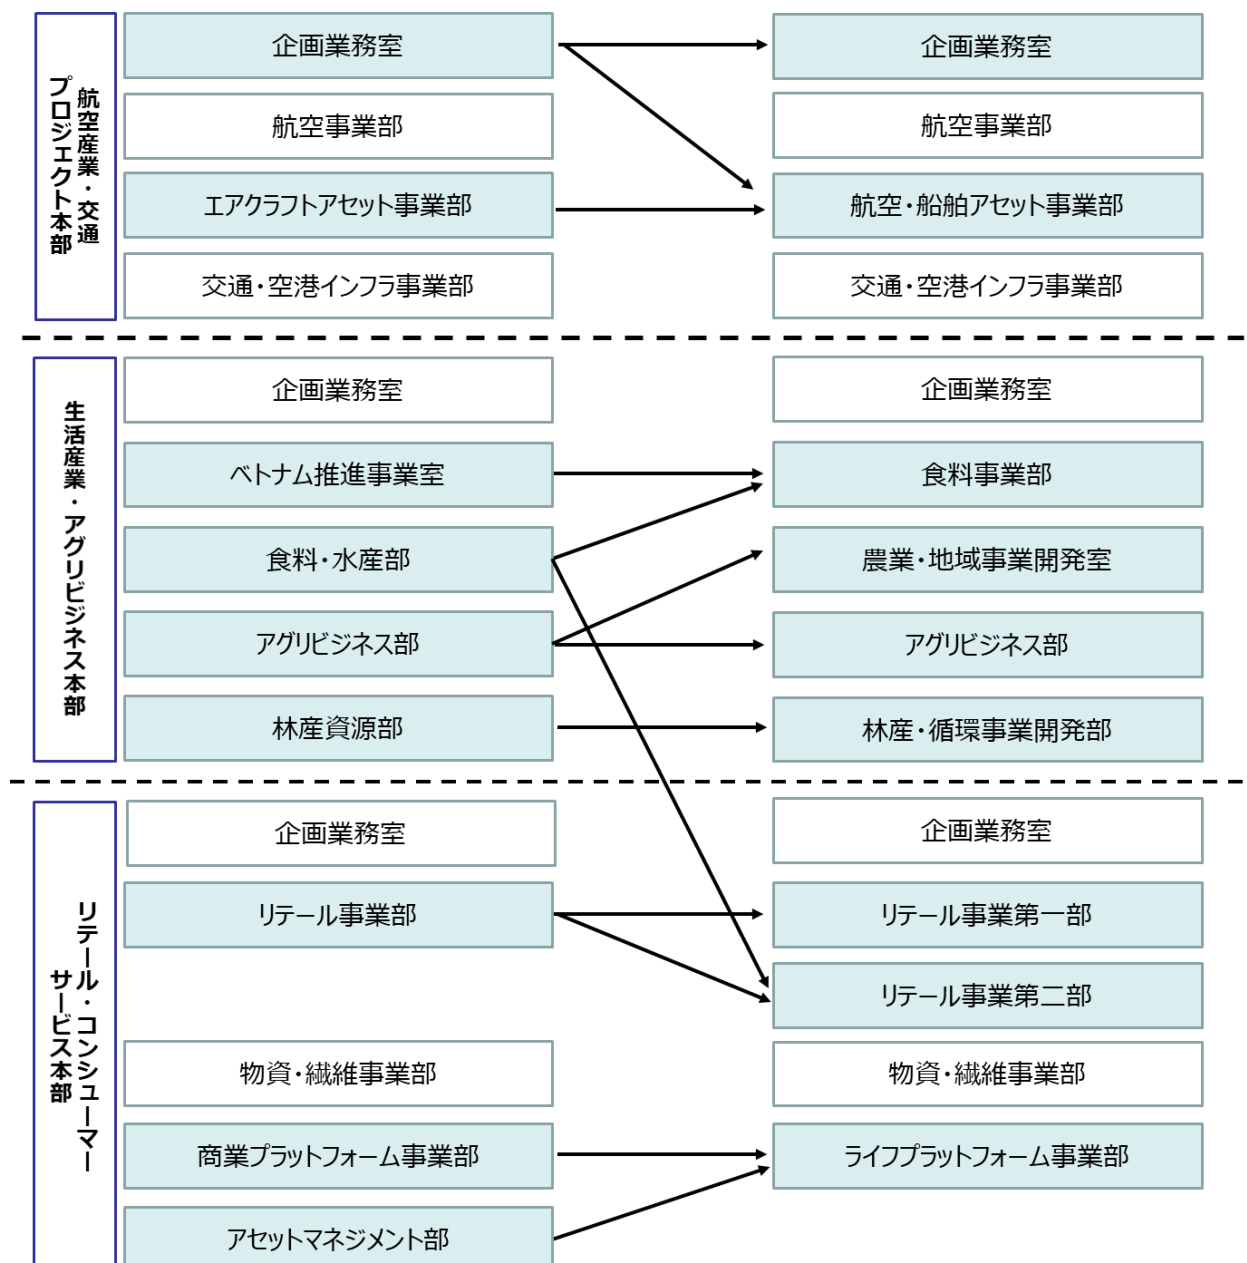 航空産業・交通
プロジェクト本部
企画業務室
企画業務室
航空事業部
航空事業部
エアクラフトアセット事業部
航空・船舶アセット事業部
交通・空港インフラ事業部
交通・空港インフラ事業部
生活産業・アグリビジネス本部
企画業務室
企画業務室
ベトナム推進事業室
食料事業部
食料・水産部
農業・地域事業開発室
アグリビジネス部
アグリビジネス部
林産資源部
林産・循環事業開発部
リテール・コンシューマー
サービス本部
企画業務室
企画業務室
リテール事業部
リテール事業第一部
リテール事業第二部
物資・繊維事業部
物資・繊維事業部
商業プラットフォーム事業部
ライフプラットフォーム事業部
アセットマネジメント部